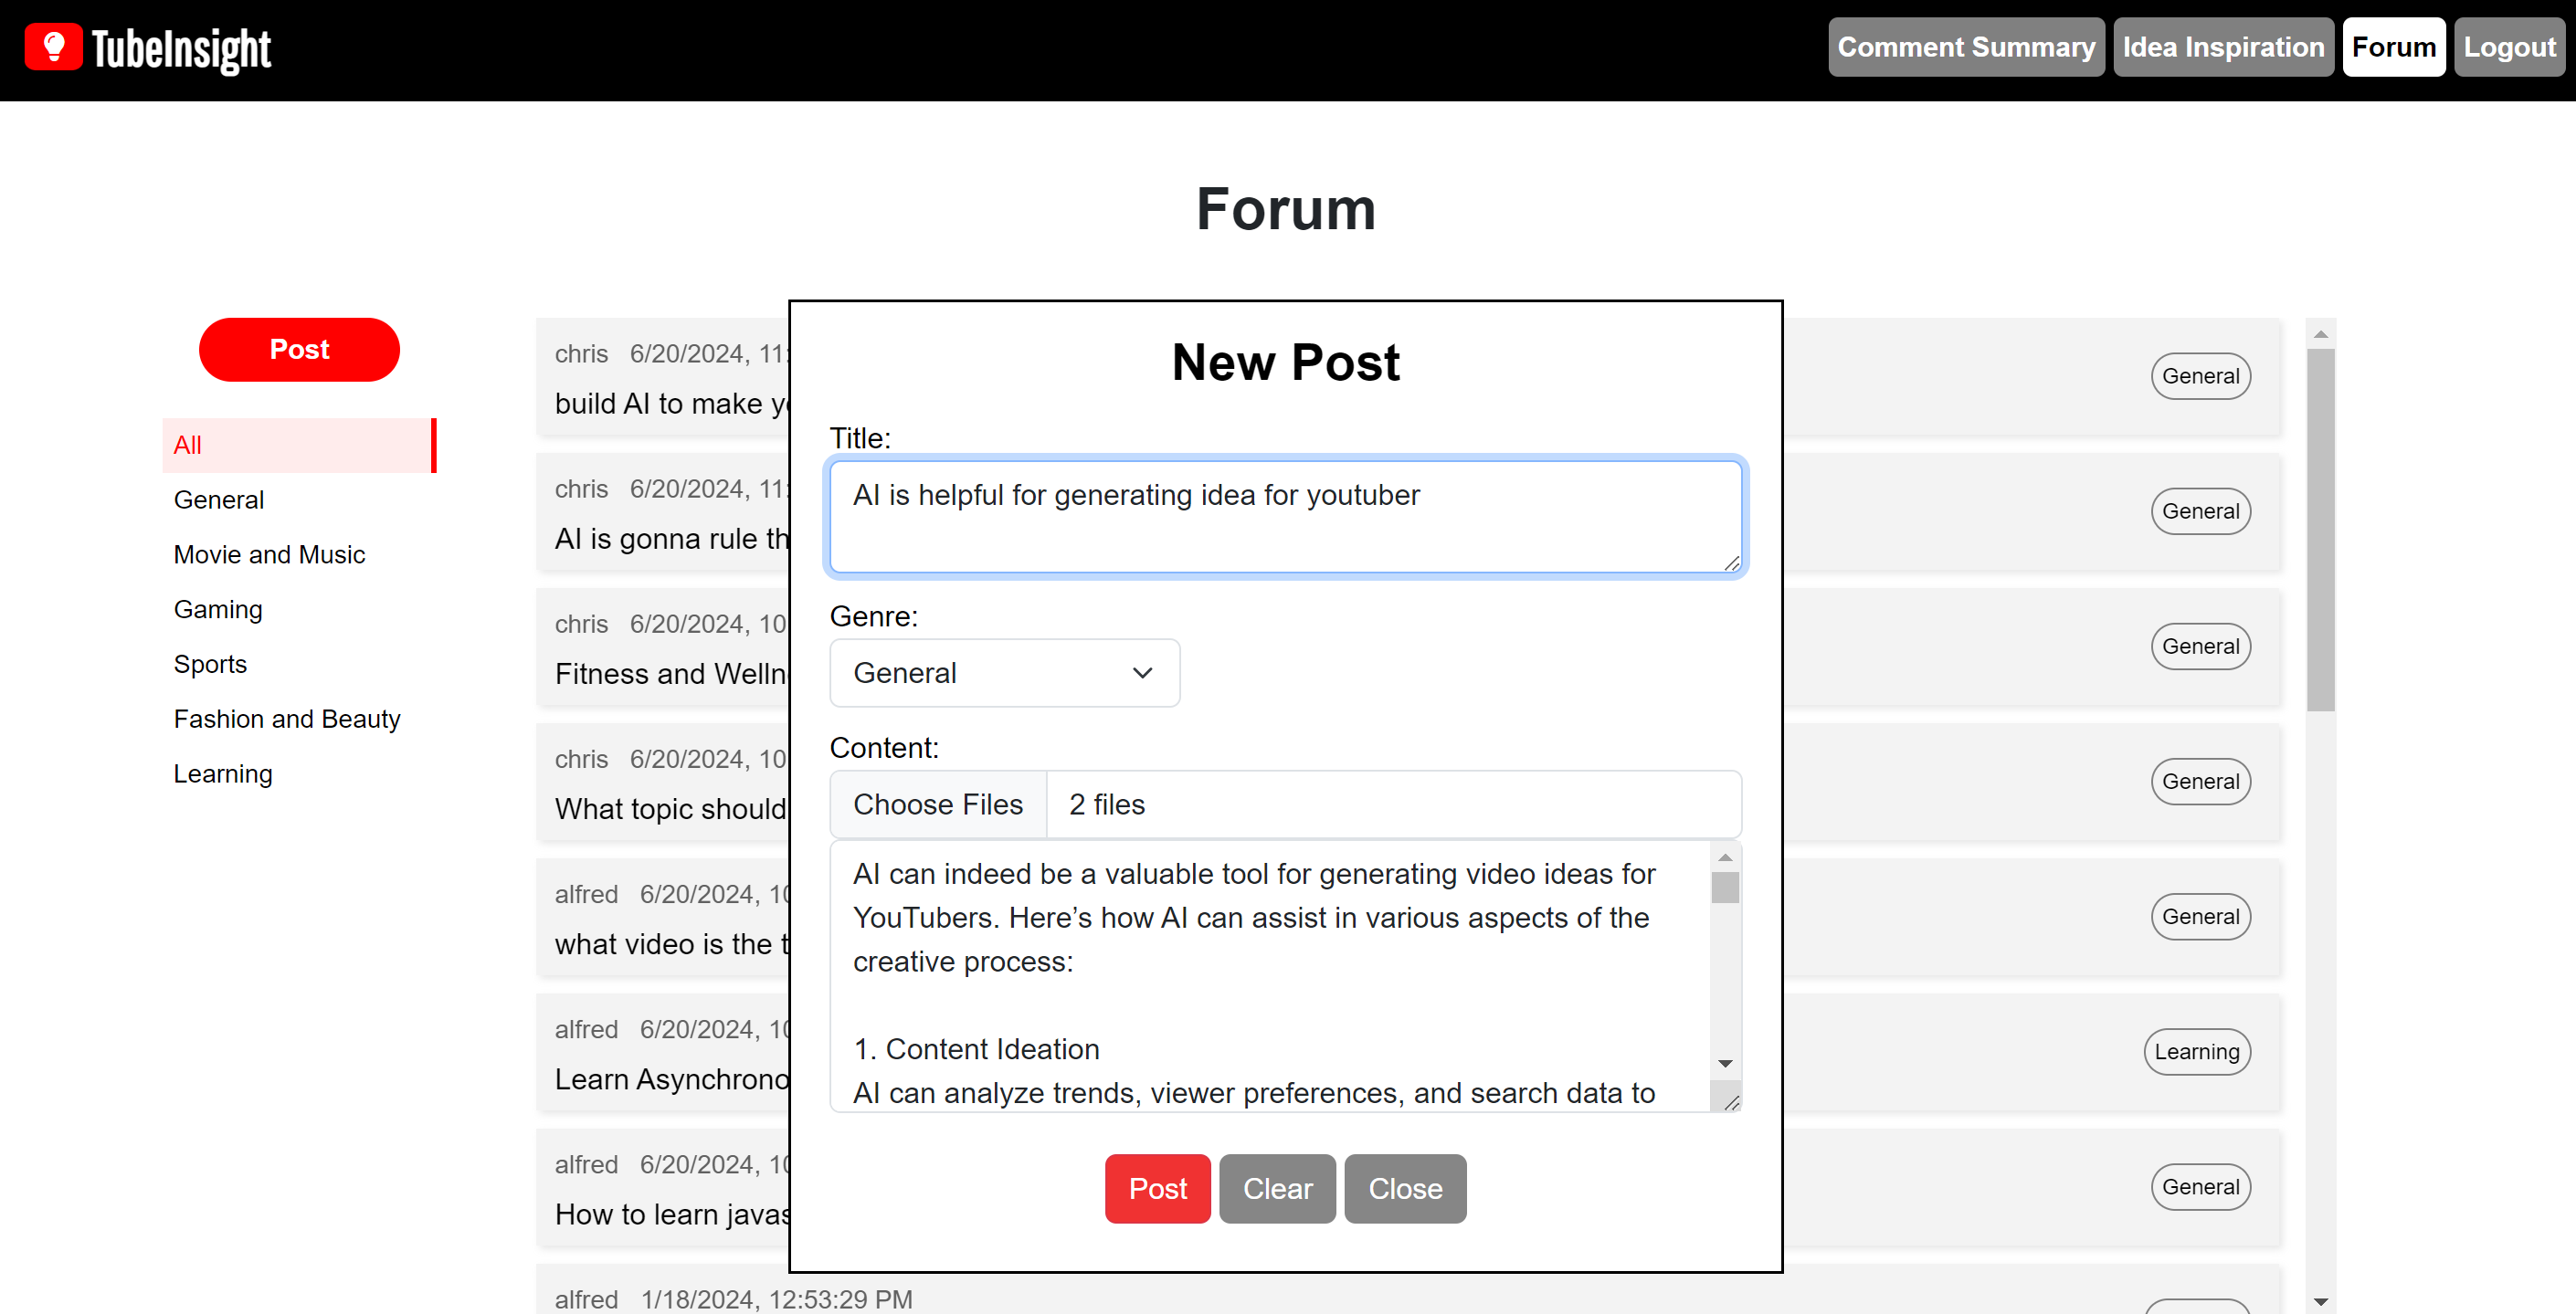 TubeInsight
Comment Summary Idea Inspiration Forum Logout
Forum
Post
All
General
Movie and Music
Gaming
Sports
Fashion and Beauty
Learning
chris 6/20/2024, 11:
build AI to make
General
chris 6/20/2024, 11:
AI is gonna rule th
General
chris 6/20/2024, 10
Fitness and Welln
General
chris 6/20/2024, 10
What topic should
General
alfred 6/20/2024, 10
what video is the t
General
alfred 6/20/2024, 10
Learn Asynchrono
Learning
alfred 6/20/2024, 10
How to learn javas
General
alfred 1/18/2024, 12:53:29 PM
New Post
Title:
AI is helpful for generating idea for youtuber
Genre:
General
Content:
Choose Files 2 files
AI can indeed be a valuable tool for generating video ideas for
YouTubers. Here’s how AI can assist in various aspects of the
creative process:
1. Content Ideation
AI can analyze trends, viewer preferences, and search data to
Post Clear Close